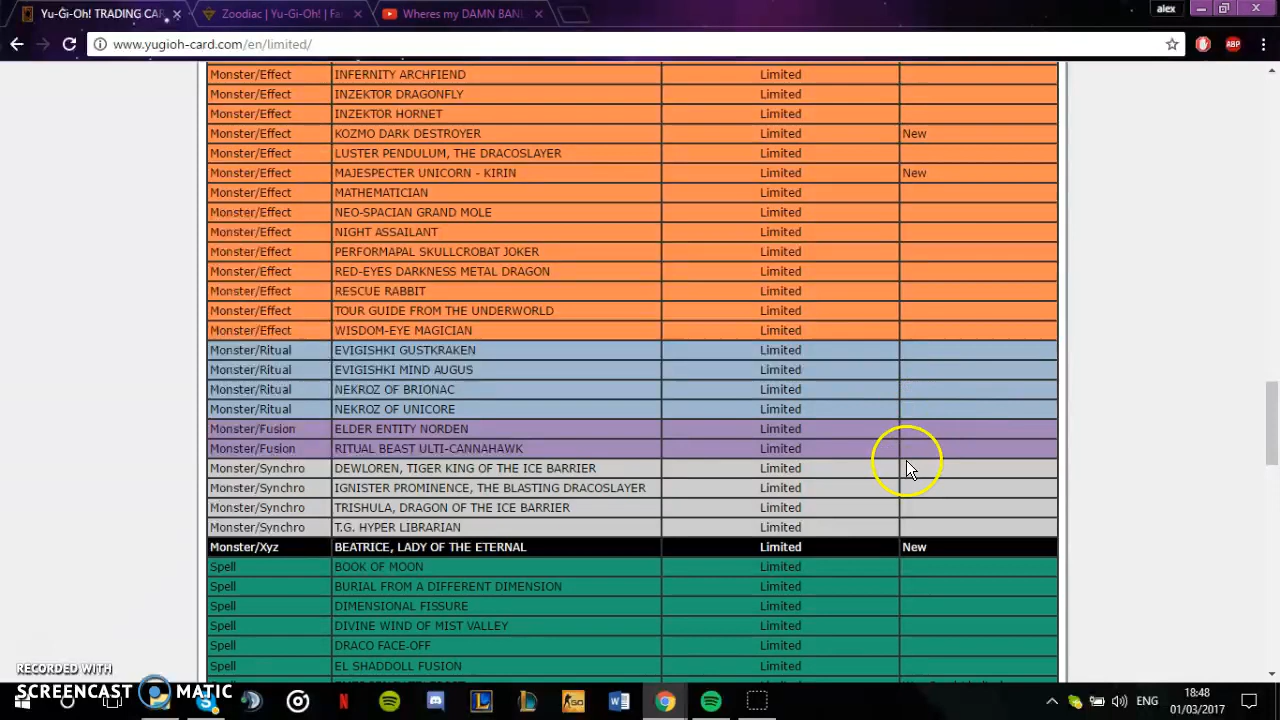 Yu-Gi-Oh! TRADING CAR
Zoodiac | Yu-Gi-Oh! | Fa
Wheres my DAMN BAN
alex
www.yugioh-card.com/en/limited/
ABP
Monster/Effect INFERNITY ARCHFIEND Limited
Monster/Effect INZEKTOR DRAGONFLY Limited
Monster/Effect INZEKTOR HORNET Limited
Monster/Effect KOZMO DARK DESTROYER Limited New
Monster/Effect LUSTER PENDULUM, THE DRACOSLAYER Limited
Monster/Effect MAJESPECTER UNICORN - KIRIN Limited New
Monster/Effect MATHEMATICIAN Limited
Monster/Effect NEO-SPACIAN GRAND MOLE Limited
Monster/Effect NIGHT ASSAILANT Limited
Monster/Effect PERFORMAPAL SKULLCROBAT JOKER Limited
Monster/Effect RED-EYES DARKNESS METAL DRAGON Limited
Monster/Effect RESCUE RABBIT Limited
Monster/Effect TOUR GUIDE FROM THE UNDERWORLD Limited
Monster/Effect WISDOM-EYE MAGICIAN Limited
Monster/Ritual EVIGISHKI GUSTKRAKEN Limited
Monster/Ritual EVIGISHKI MIND AUGUS Limited
Monster/Ritual NEKROZ OF BRIONAC Limited
Monster/Ritual NEKROZ OF UNICORE Limited
Monster/Fusion ELDER ENTITY NORDEN Limited
Monster/Fusion RITUAL BEAST ULTI-CANNAHAWK Limited
Monster/Synchro DEWLOREN, TIGER KING OF THE ICE BARRIER Limited
Monster/Synchro IGNISTER PROMINENCE, THE BLASTING DRACOSLAYER Limited
Monster/Synchro TRISHULA, DRAGON OF THE ICE BARRIER Limited
Monster/Synchro T.G. HYPER LIBRARIAN Limited
Monster/Xyz BEATRICE, LADY OF THE ETERNAL Limited New
Spell BOOK OF MOON Limited
Spell BURIAL FROM A DIFFERENT DIMENSION Limited
Spell DIMENSIONAL FISSURE Limited
Spell DIVINE WIND OF MIST VALLEY Limited
Spell DRACO FACE-OFF Limited
Spell EL SHADDOLL FUSION Limited
RECORDED WITH
SCREENCAST MATIC
ENG
18:48
01/03/2017